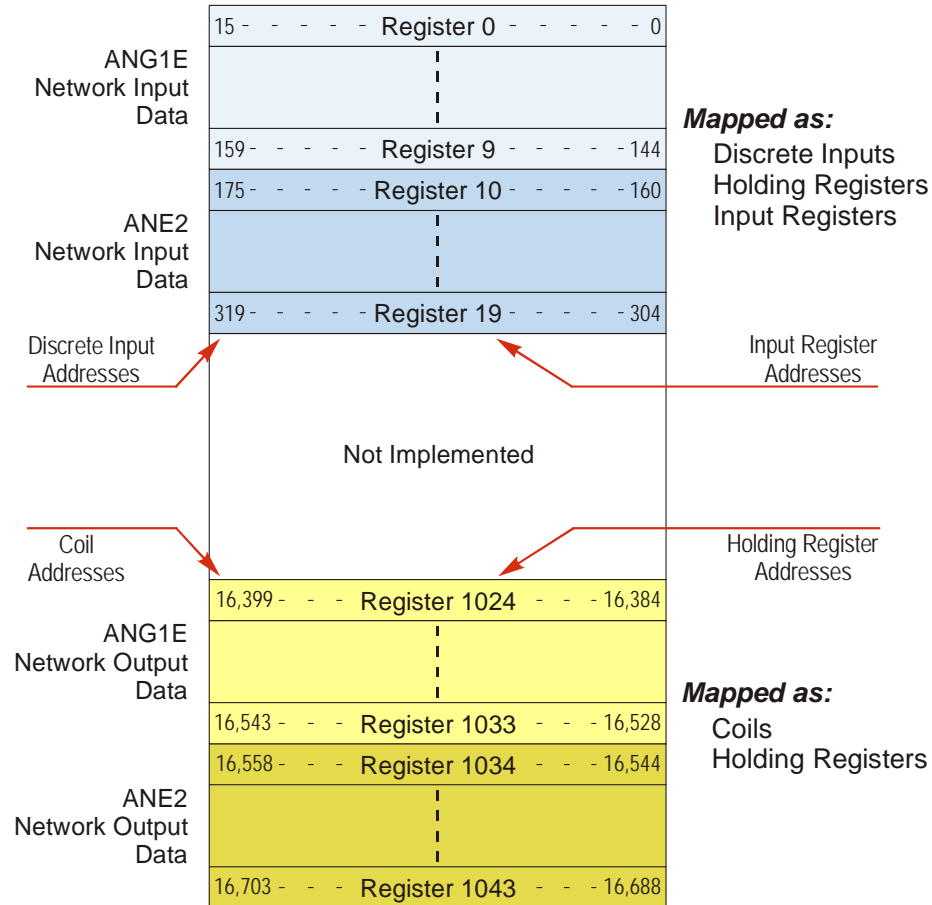 15 - - - - - Register 0 - - - - - 0
ANG1E
Network Input
Data
159 - - - - - Register 9 - - - - - 144
Mapped as:
Discrete Inputs
Holding Registers
Input Registers
175 - - - - - Register 10 - - - - - 160
ANE2
Network Input
Data
319 - - - - - Register 19 - - - - - 304
Discrete Input
Addresses
Input Register
Addresses
Not Implemented
Coil
Addresses
Holding Register
Addresses
16,399 - - - Register 1024 - - - 16,384
ANG1E
Network Output
Data
16,543 - - - Register 1033 - - - 16,528
Mapped as:
Coils
Holding Registers
16,558 - - - Register 1034 - - - 16,544
ANE2
Network Output
Data
16,703 - - - Register 1043 - - - 16,688